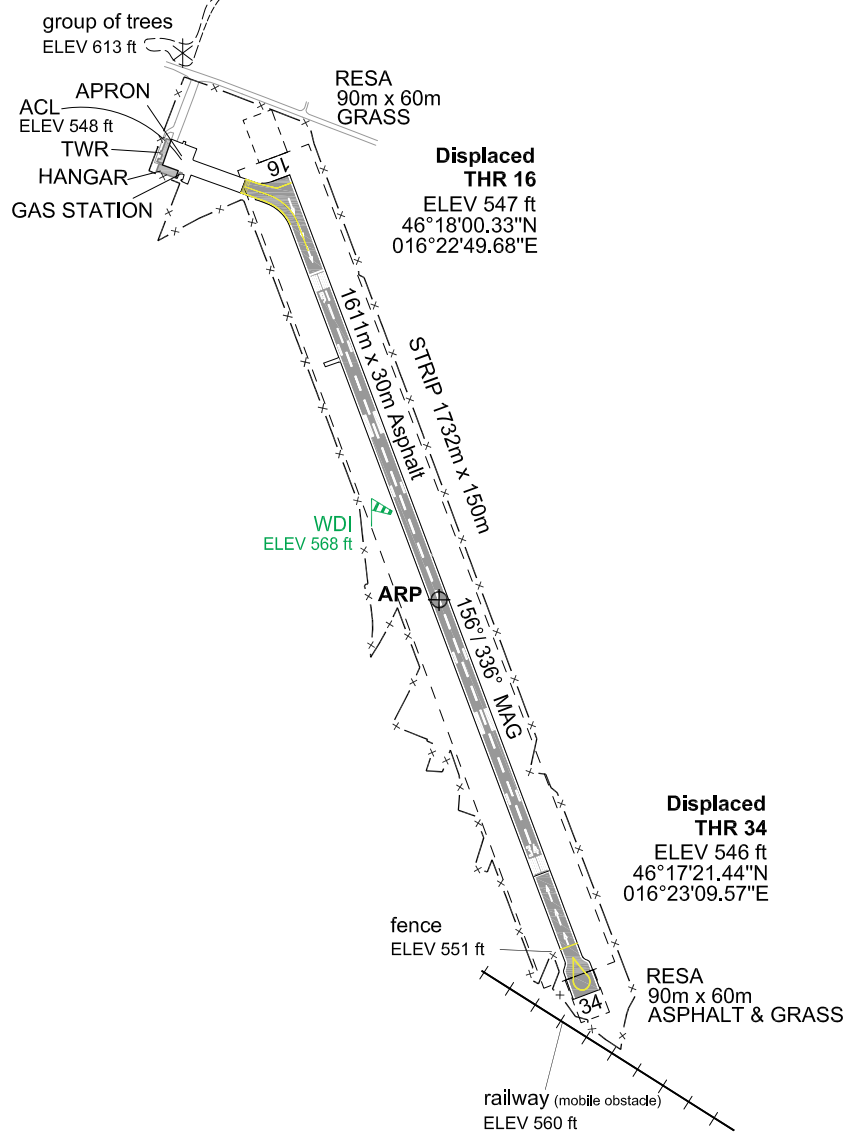 group of trees
ELEV 613 ft
APRON
ACL
ELEV 548 ft
TWR
HANGAR
GAS STATION
RESA
90m x 60m
GRASS
16
Displaced
THR 16
ELEV 547 ft
46°18'00.33"N
016°22'49.68"E
1611m x 30m Asphalt
STRIP 1732m x 150m
WDI
ELEV 568 ft
ARP
156°/ 336° MAG
Displaced
THR 34
ELEV 546 ft
46°17'21.44"N
016°23'09.57"E
fence
ELEV 551 ft
34
RESA
90m x 60m
ASPHALT & GRASS
railway (mobile obstacle)
ELEV 560 ft